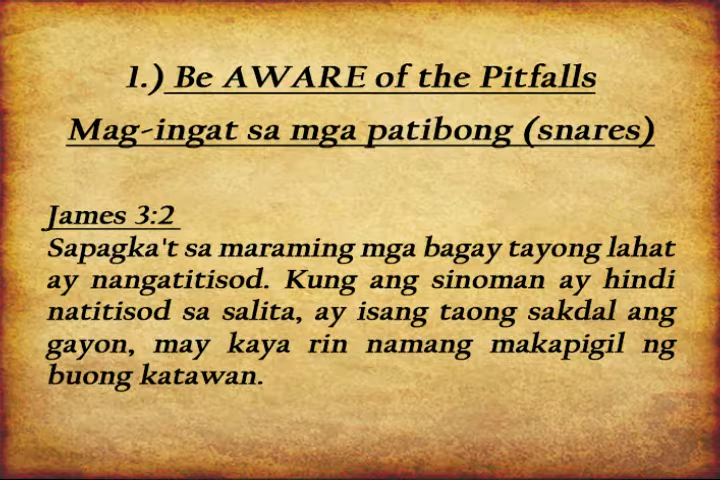 1.) Be AWARE of the Pitfalls
Mag-ingat sa mga patibong (snares)
James 3:2
Sapagka't sa maraming mga bagay tayong lahat
ay nangatitisod. Kung ang sinoman ay hindi
natitisod sa salita, ay isang taong sakdal ang
gayon, may kaya rin namang makapigil ng
buong katawan.